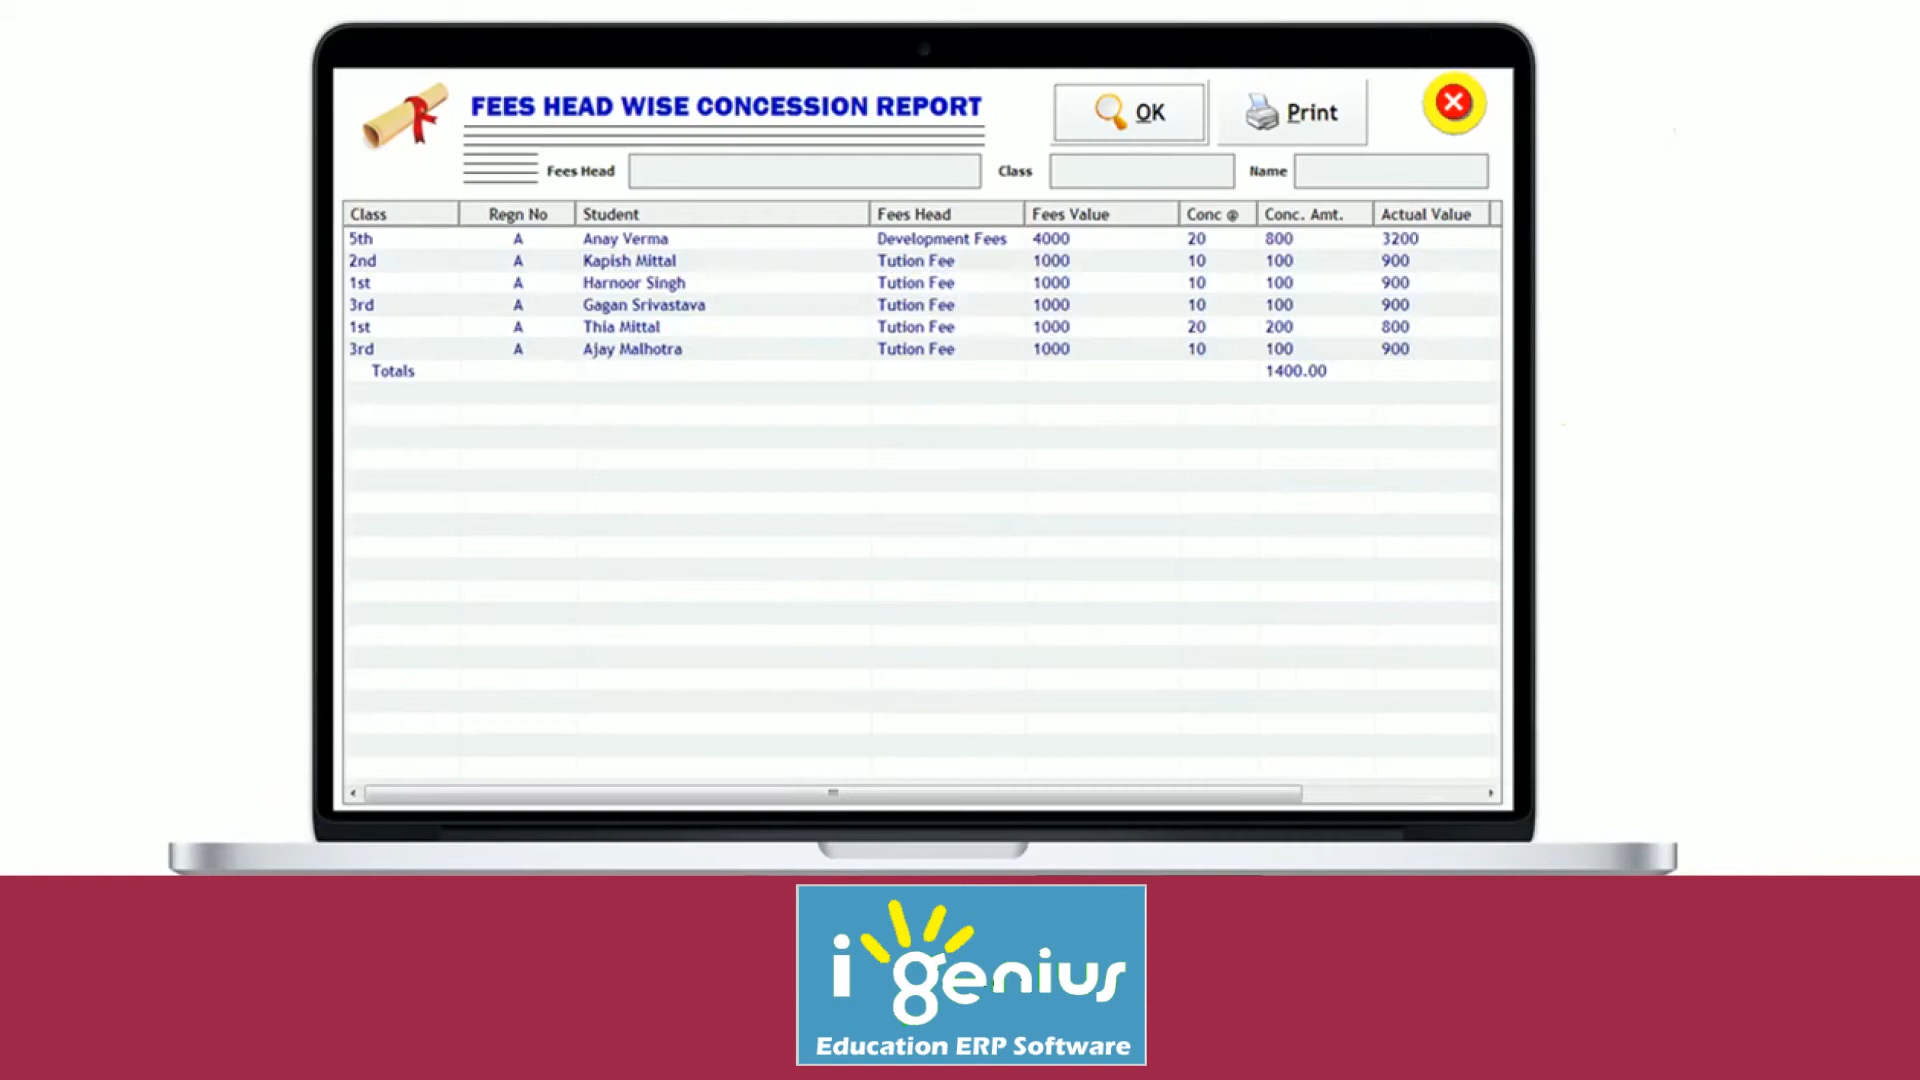 FEES HEAD WISE CONCESSION REPORT
OK
Print
Fees Head
Class
Name
Class Regn No Student Fees Head Fees Value Conc @ Conc. Amt. Actual Value
5th A Anay Verma Development Fees 4000 20 800 3200
2nd A Kapish Mittal Tution Fee 1000 10 100 900
1st A Harnoor Singh Tution Fee 1000 10 100 900
3rd A Gagan Srivastava Tution Fee 1000 10 100 900
1st A Thia Mittal Tution Fee 1000 20 200 800
3rd A Ajay Malhotra Tution Fee 1000 10 100 900
Totals 1400.00
i genius
Education ERP Software